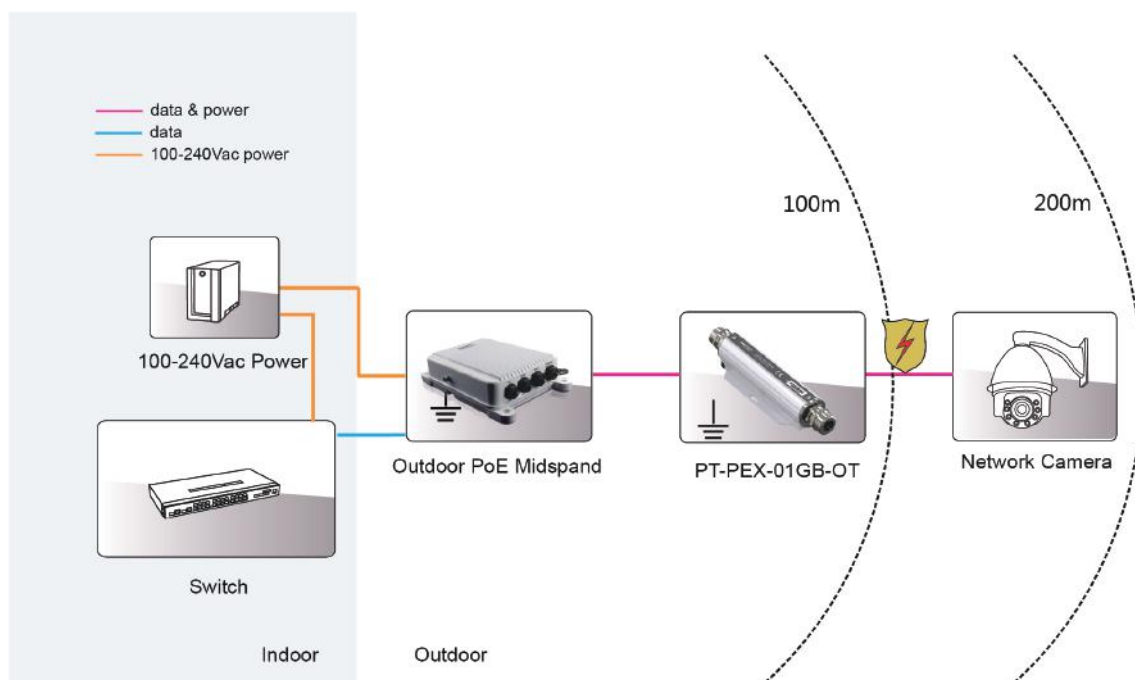 data & power
data
100-240Vac power
100m
200m
100-240Vac Power
Outdoor PoE Midspand
PT-PEX-01GB-OT
Network Camera
Switch
Indoor
Outdoor